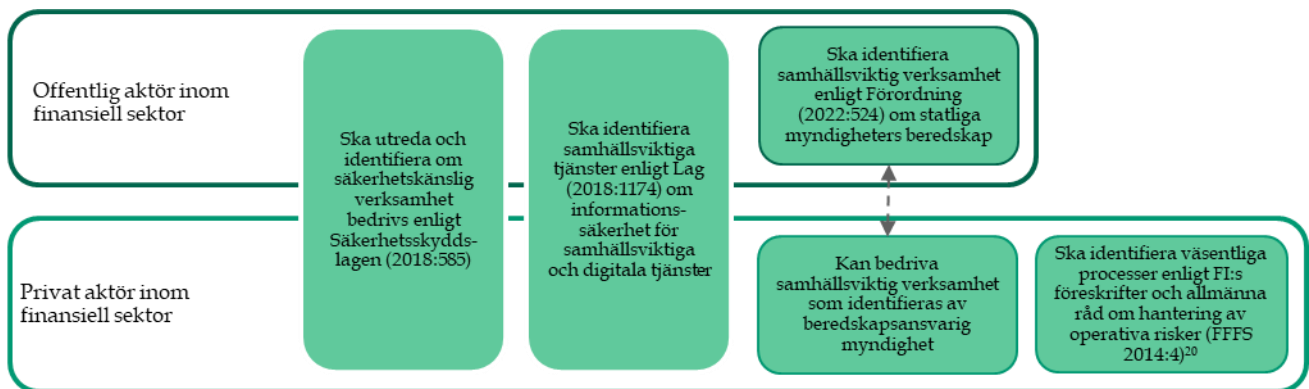 Offentlig aktör inom
finansiell sektor
Ska utreda och
identifiera om
säkerhetskänslig
verksamhet
bedrivs enligt
Säkerhetsskydds-
lagen (2018:585)
Ska identifiera
samhällsviktiga
tjänster enligt Lag
(2018:1174) om
informations-
säkerhet för
samhällsviktiga
och digitala tjänster
Ska identifiera
samhällsviktig verksamhet
enligt Förordning
(2022:524) om statliga
myndigheters beredskap
Privat aktör inom
finansiell sektor
Kan bedriva
samhällsviktig verksamhet
som identifieras av
beredskapsansvarig
myndighet
Ska identifiera väsentliga
processer enligt FI:s
föreskrifter och allmänna
råd om hantering av
operativa risker (FFFS
2014:4)²⁰